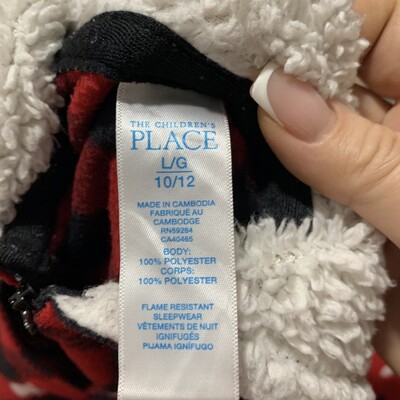 THE CHILDREN'S
PLACE
L/G
10/12
MADE IN CAMBODIA
FABRIQUÉ AU
CAMBODGE
RN59284
CA40465
BODY:
100% POLYESTER
CORPS:
100% POLYESTER
FLAME RESISTANT
SLEEPWEAR
VÊTEMENTS DE NUIT
IGNIFUGÉS
PIJAMA IGNÍFUGO